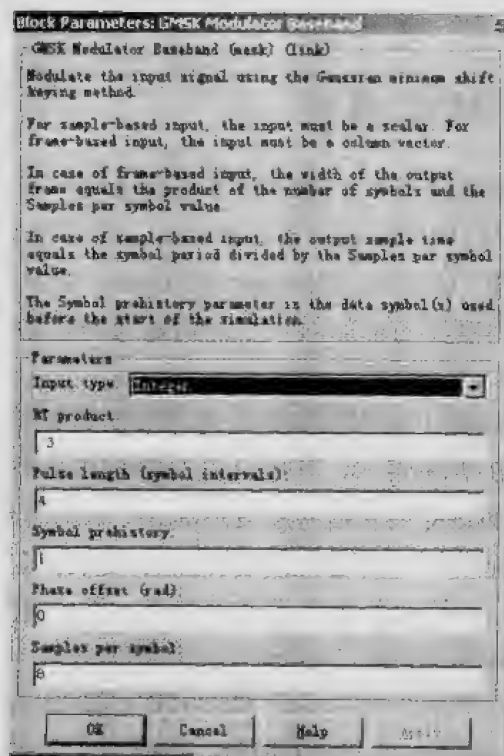 Block Parameters: GMSK Modulator Baseband
GMSK Modulator Baseband (mask) (link)
Modulate the input signal using the Gaussian minimum shift
keying method.
For sample-based input, the input must be a scalar. For
frame-based input, the input must be a column vector.
In case of frame-based input, the width of the output
frame equals the product of the number of symbols and the
Samples per symbol value.
In case of sample-based input, the output sample time
equals the symbol period divided by the Samples per symbol
value.
The Symbol prehistory parameter is the data symbol(s) used
before the start of the simulation.
Parameters
Input type: Integer
BT product:
.3
Pulse length (symbol intervals):
4
Symbol prehistory:
1
Phase offset (rad):
0
Samples per symbol:
8
OK Cancel Help Apply